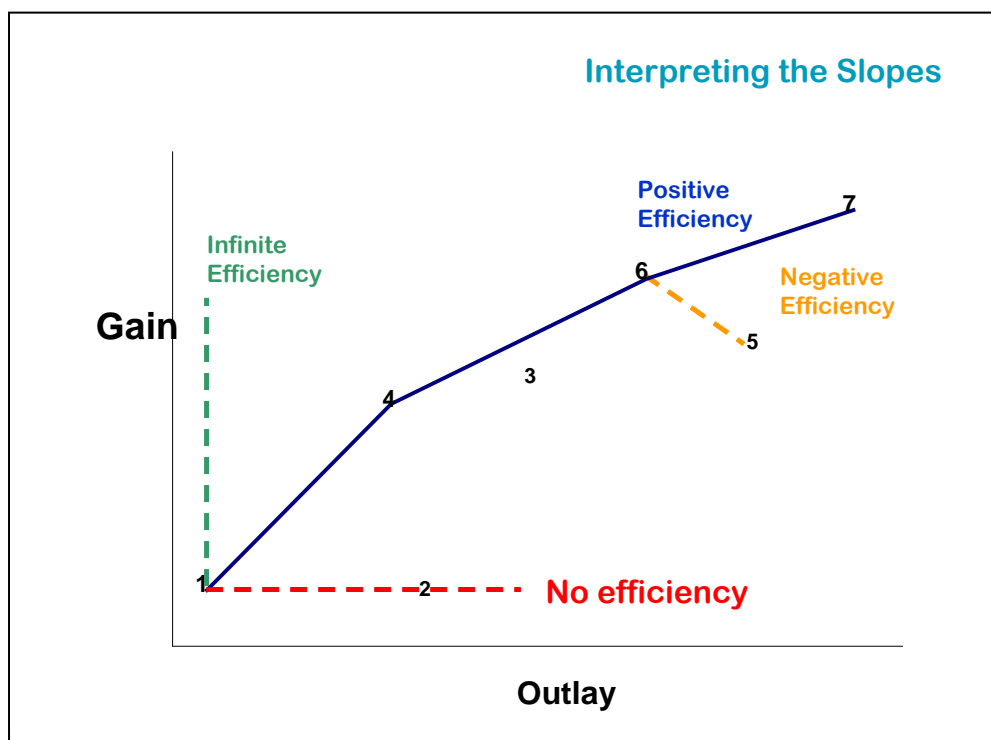 Interpreting the Slopes
Positive
Efficiency
7
Infinite
Efficiency
6
Negative
Efficiency
Gain
5
3
4
1
2
No efficiency
Outlay